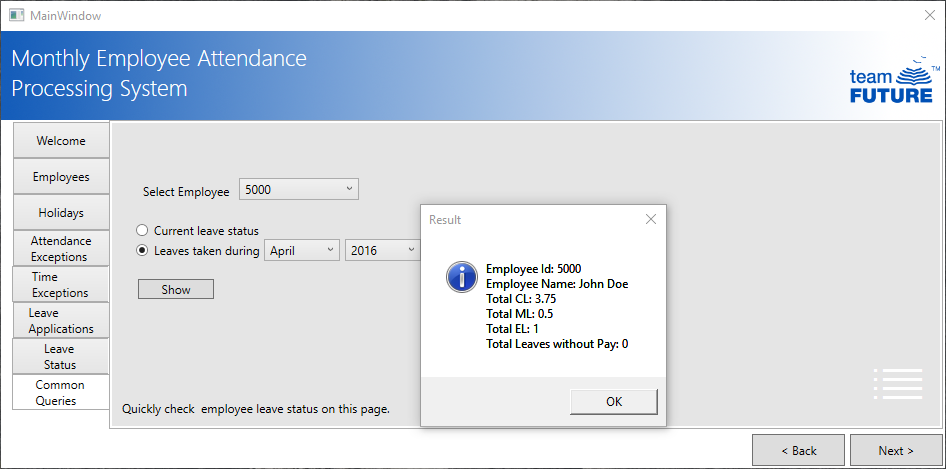 MainWindow
Monthly Employee Attendance
Processing System
team
FUTURE
TM
Welcome
Employees
Holidays
Attendance
Exceptions
Time
Exceptions
Leave
Applications
Leave
Status
Common
Queries
Select Employee 5000
Current leave status
Leaves taken during April 2016
Show
Quickly check employee leave status on this page.
Result
Employee Id: 5000
Employee Name: John Doe
Total CL: 3.75
Total ML: 0.5
Total EL: 1
Total Leaves without Pay: 0
OK
< Back Next >